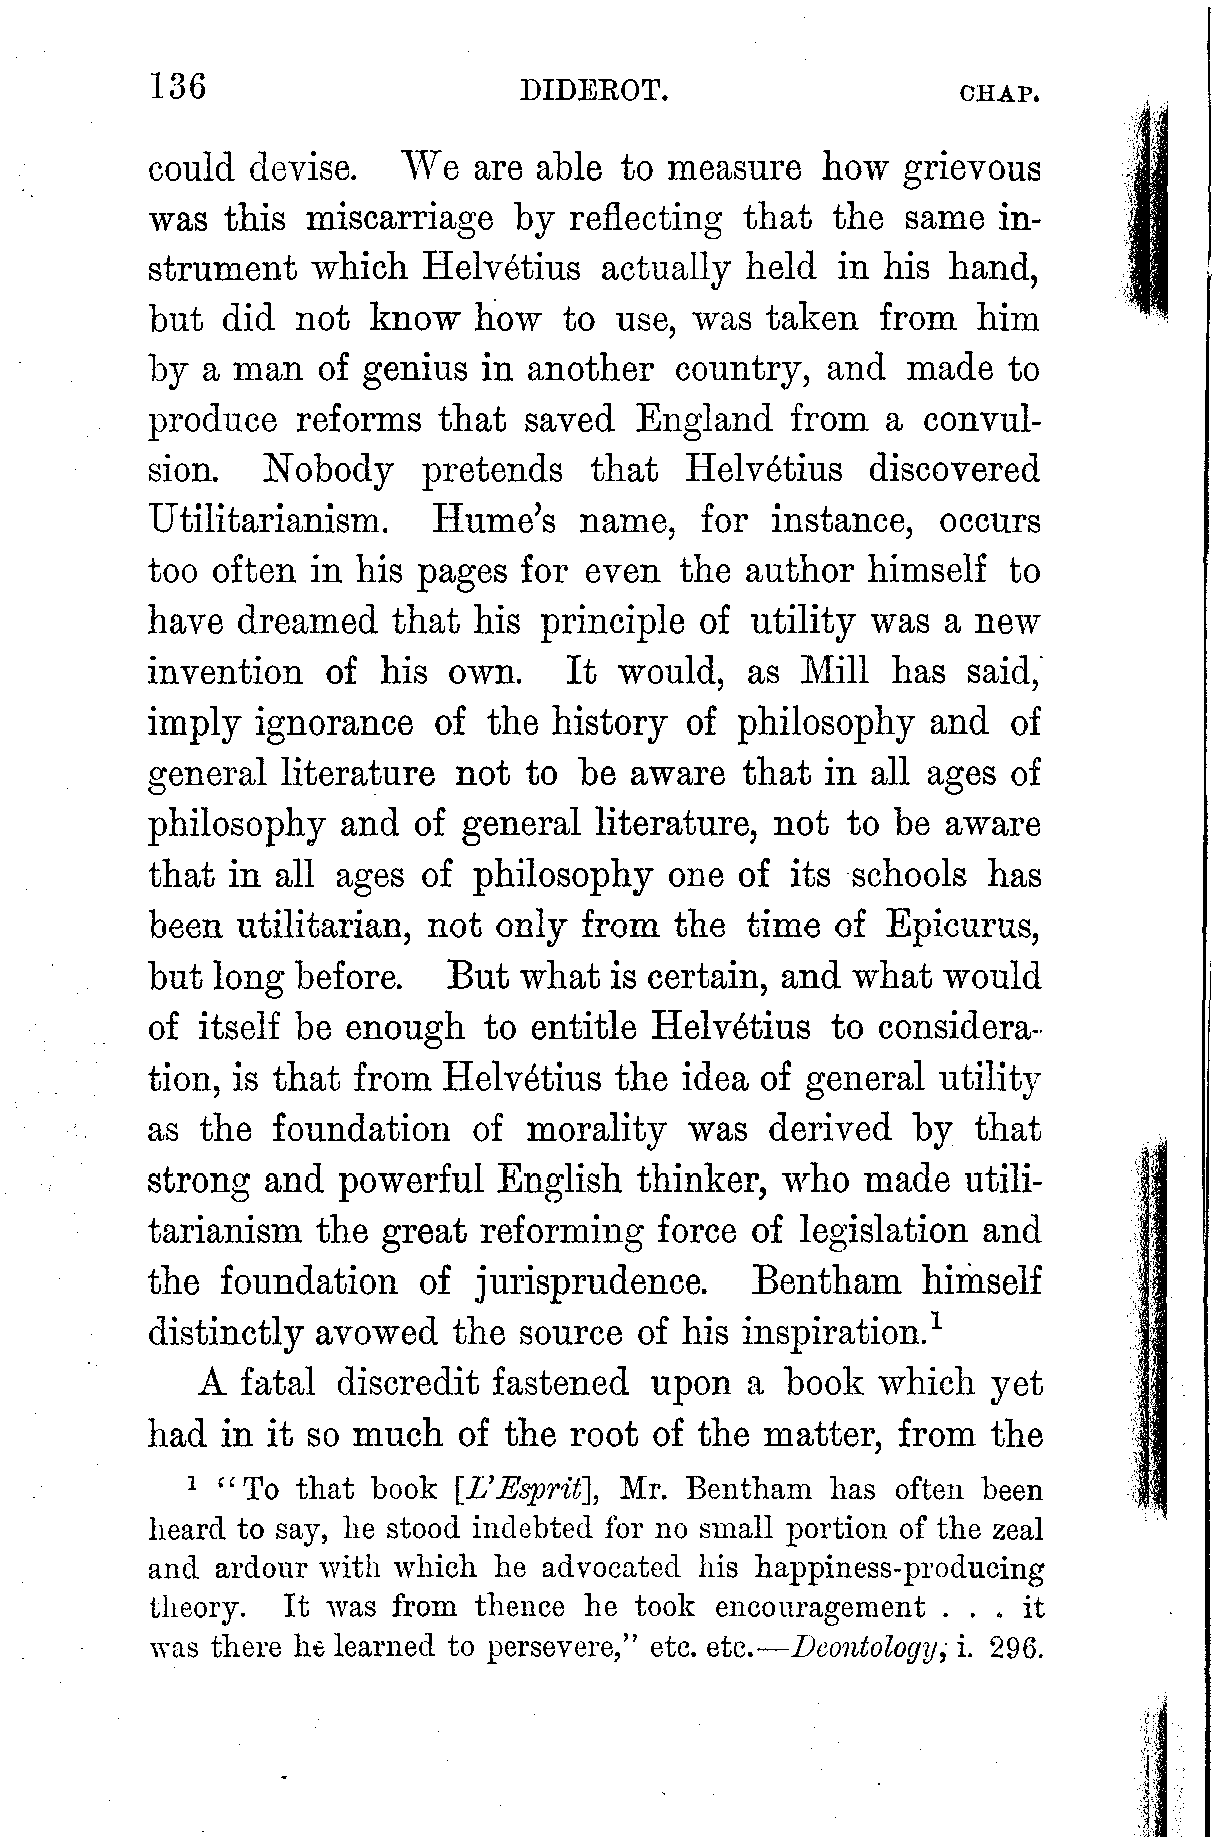 136 DIDEROT. CHAP.
could devise. We are able to measure how grievous
was this miscarriage by reflecting that the same in-
strument which Helvétius actually held in his hand,
but did not know how to use, was taken from him
by a man of genius in another country, and made to
produce reforms that saved England from a convul-
sion. Nobody pretends that Helvétius discovered
Utilitarianism. Hume's name, for instance, occurs
too often in his pages for even the author himself to
have dreamed that his principle of utility was a new
invention of his own. It would, as Mill has said,
imply ignorance of the history of philosophy and of
general literature not to be aware that in all ages of
philosophy and of general literature, not to be aware
that in all ages of philosophy one of its schools has
been utilitarian, not only from the time of Epicurus,
but long before. But what is certain, and what would
of itself be enough to entitle Helvétius to considera-
tion, is that from Helvétius the idea of general utility
as the foundation of morality was derived by that
strong and powerful English thinker, who made utili-
tarianism the great reforming force of legislation and
the foundation of jurisprudence. Bentham himself
distinctly avowed the source of his inspiration.¹
A fatal discredit fastened upon a book which yet
had in it so much of the root of the matter, from the
¹ "To that book [L'Esprit], Mr. Bentham has often been
heard to say, he stood indebted for no small portion of the zeal
and ardour with which he advocated his happiness-producing
theory. It was from thence he took encouragement . . . it
was there he learned to persevere," etc. etc.—Deontology, i. 296.